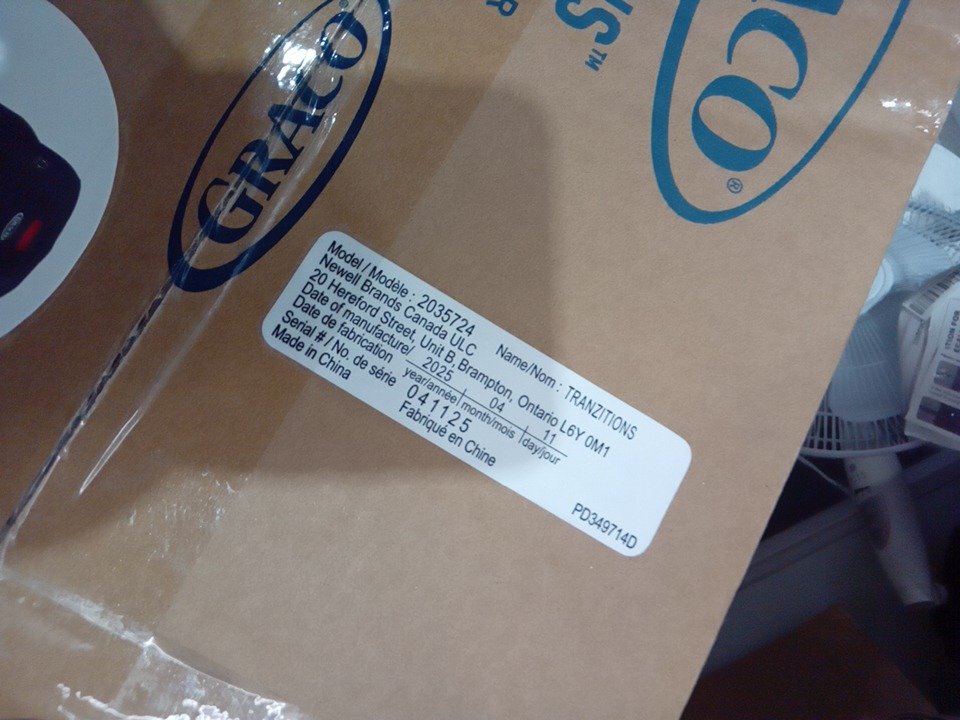 GRACO
Model / Modèle : 2035724 Name/Nom : TRANZITIONS
Newell Brands Canada ULC
20 Hereford Street, Unit B, Brampton, Ontario L6Y 0M1
Date of manufacture/ 2025 04 11
Date de fabrication year/année month/mois day/jour
Serial # / No. de série 041125
Made in China Fabriqué en Chine
PD349714D